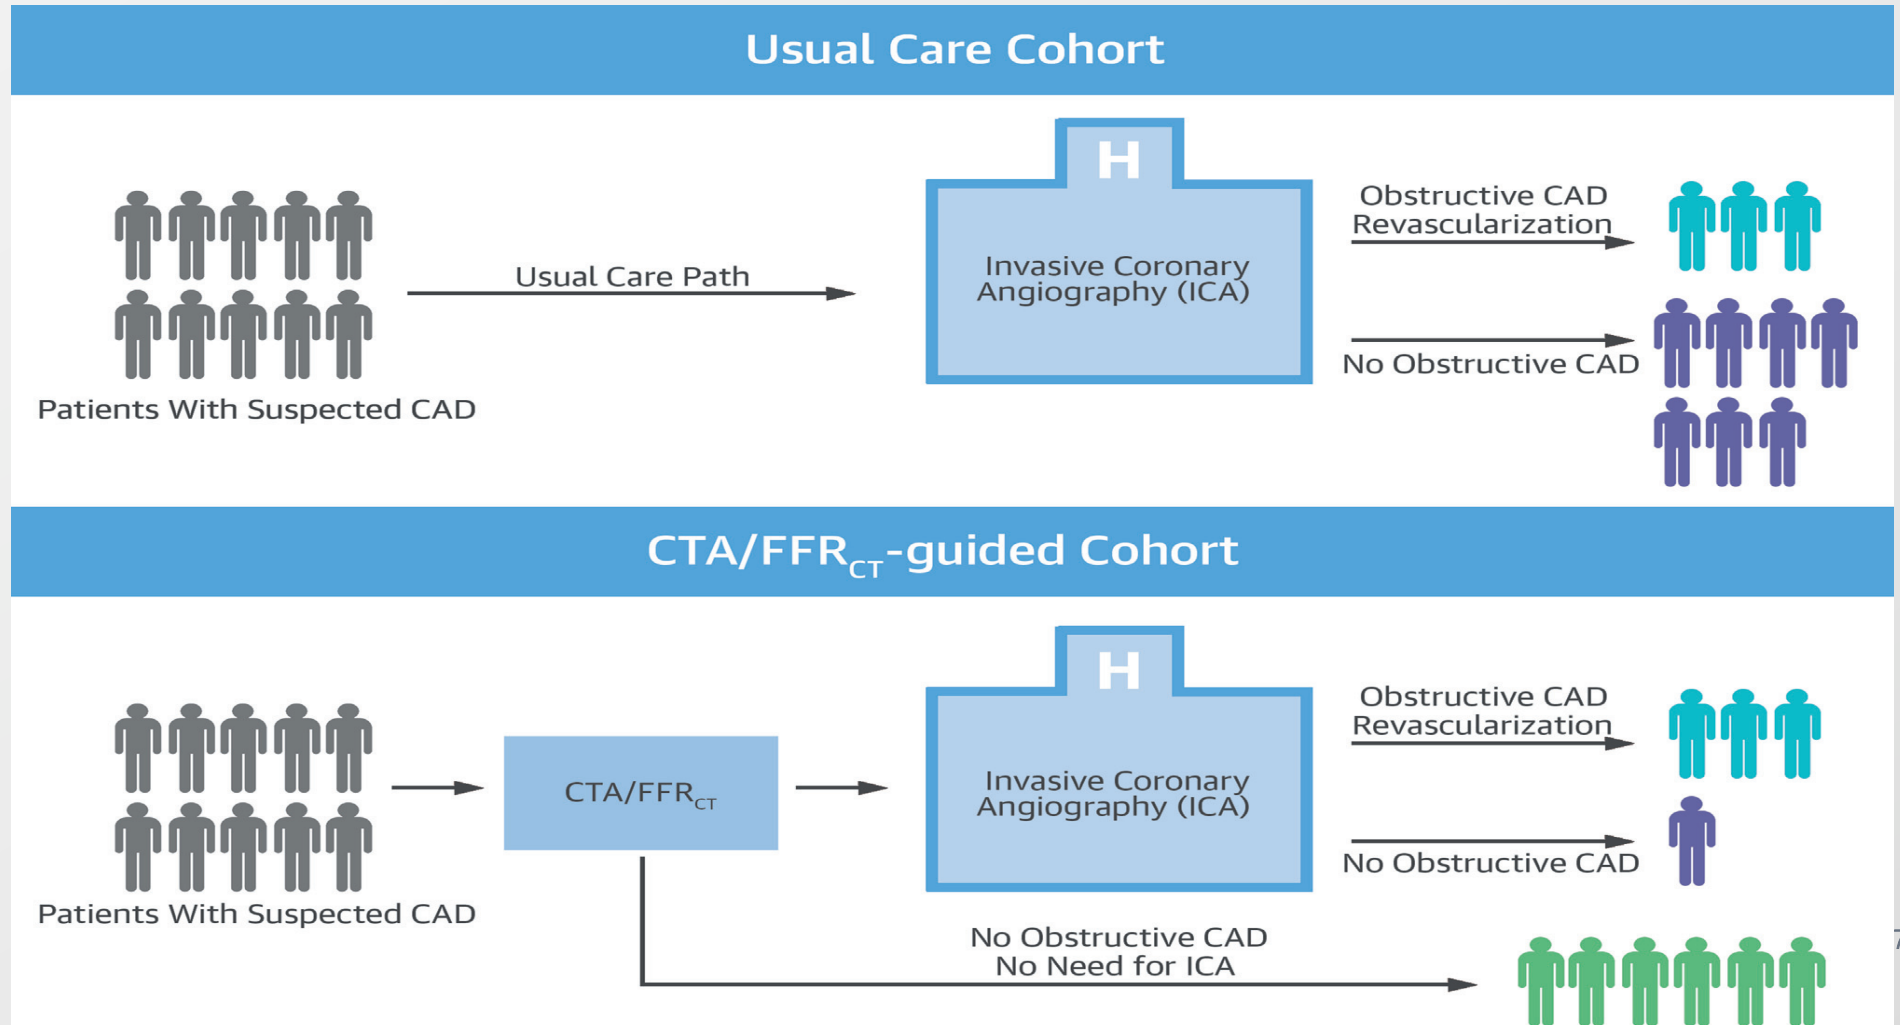 Usual Care Cohort
H
Obstructive CAD
Revascularization
Usual Care Path
Invasive Coronary
Angiography (ICA)
No Obstructive CAD
Patients With Suspected CAD
CTA/FFRCT-guided Cohort
H
Obstructive CAD
Revascularization
CTA/FFRCT
Invasive Coronary
Angiography (ICA)
No Obstructive CAD
Patients With Suspected CAD
No Obstructive CAD
No Need for ICA
7